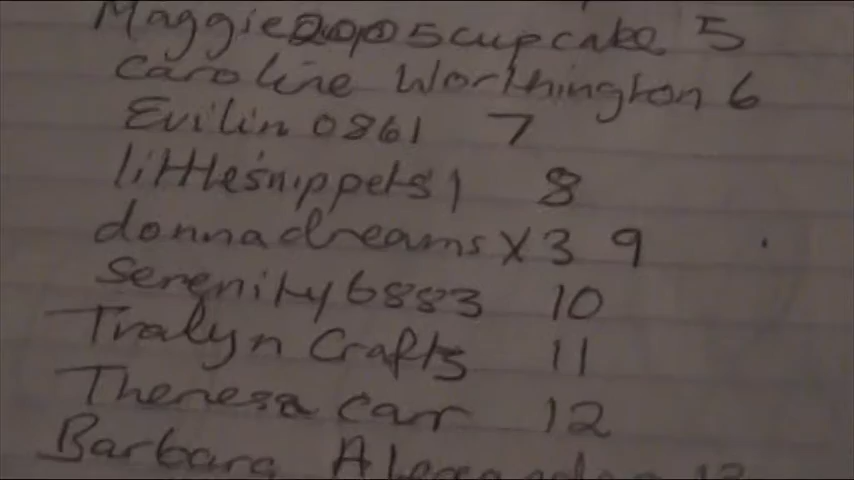 Maggie2005cupcake 5
Caroline Worthington 6
Evilin0861 7
littlesnippets1 8
donnadreamsx3 9
Serenity6883 10
Tralyn Crafts 11
Theresa Carr 12
Barbara